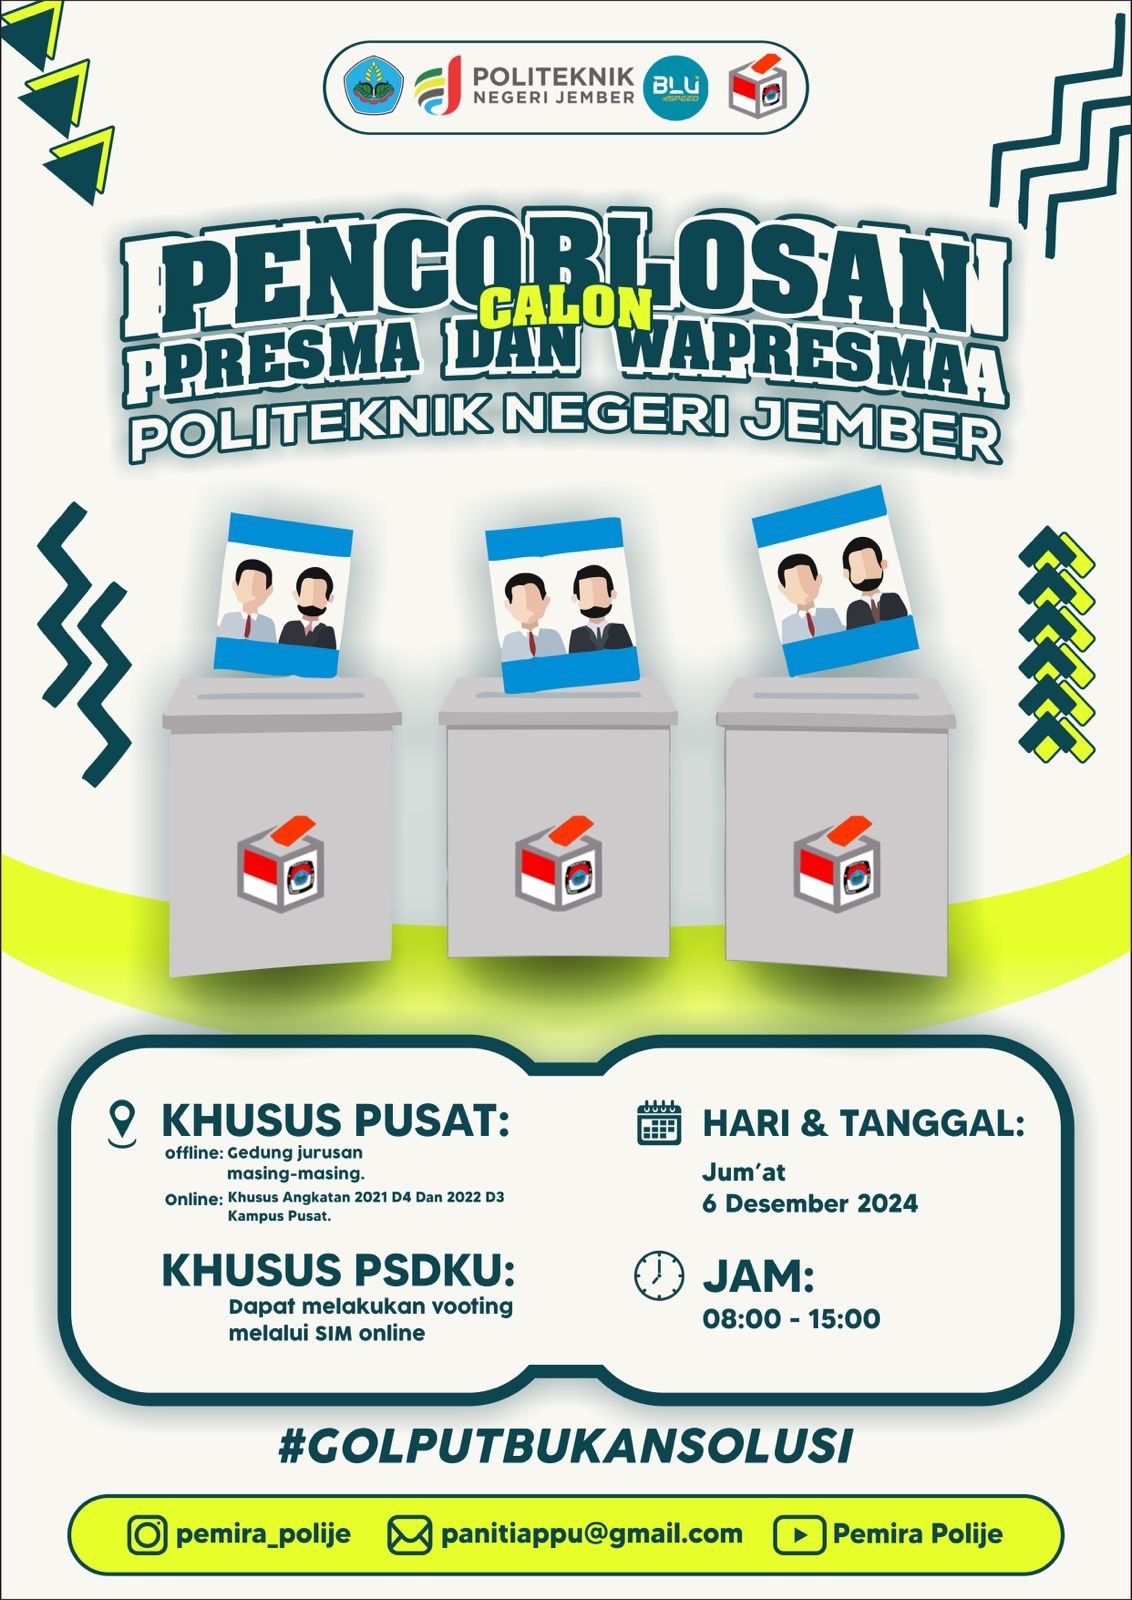 POLITEKNIK
NEGERI JEMBER
BLU
SPEED
PENCOBLOSAN
CALON
PRESMA DAN WAPRESMA
POLITEKNIK NEGERI JEMBER
KHUSUS PUSAT:
offline: Gedung jurusan
masing-masing.
Online: Khusus Angkatan 2021 D4 Dan 2022 D3
Kampus Pusat.
KHUSUS PSDKU:
Dapat melakukan vooting
melalui SIM online
HARI & TANGGAL:
Jum'at
6 Desember 2024
JAM:
08:00 - 15:00
#GOLPUTBUKANSOLUSI
pemira_polije
panitiappu@gmail.com
Pemira Polije